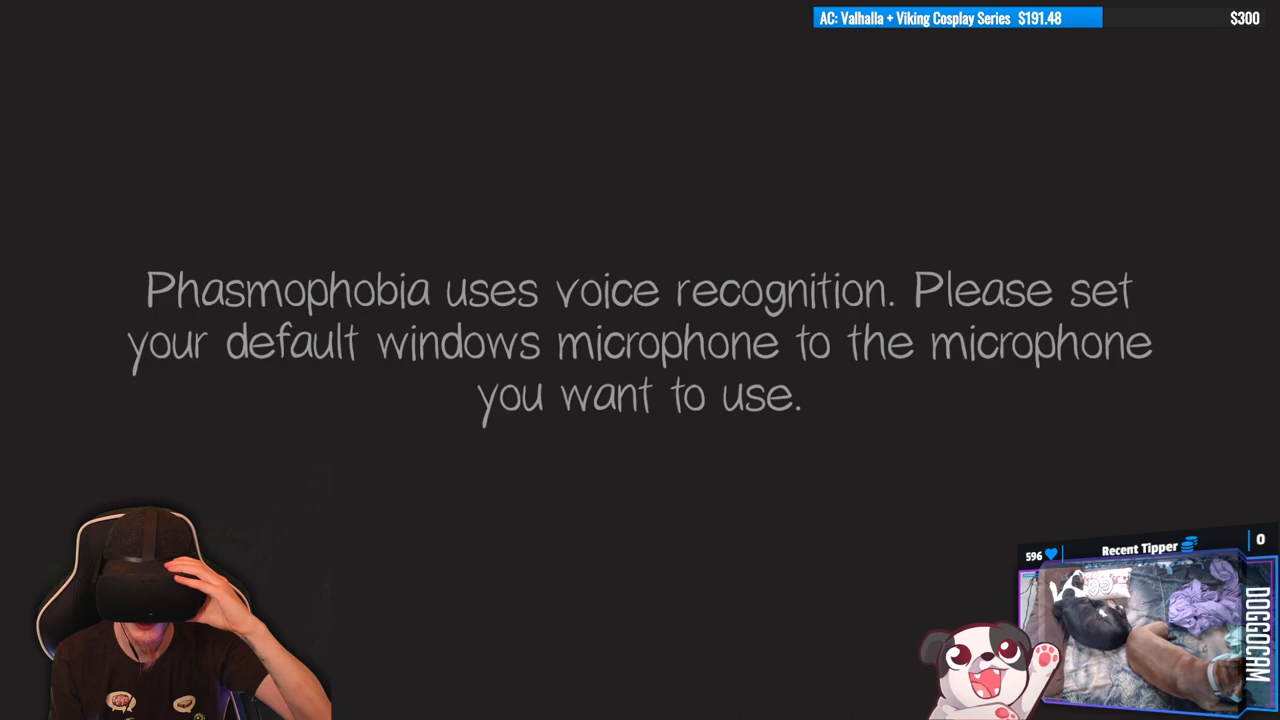 AC: Valhalla + Viking Cosplay Series $191.48 $300
Phasmophobia uses voice recognition. Please set
your default windows microphone to the microphone
you want to use.
596 Recent Tipper 0
DOGGOCAM